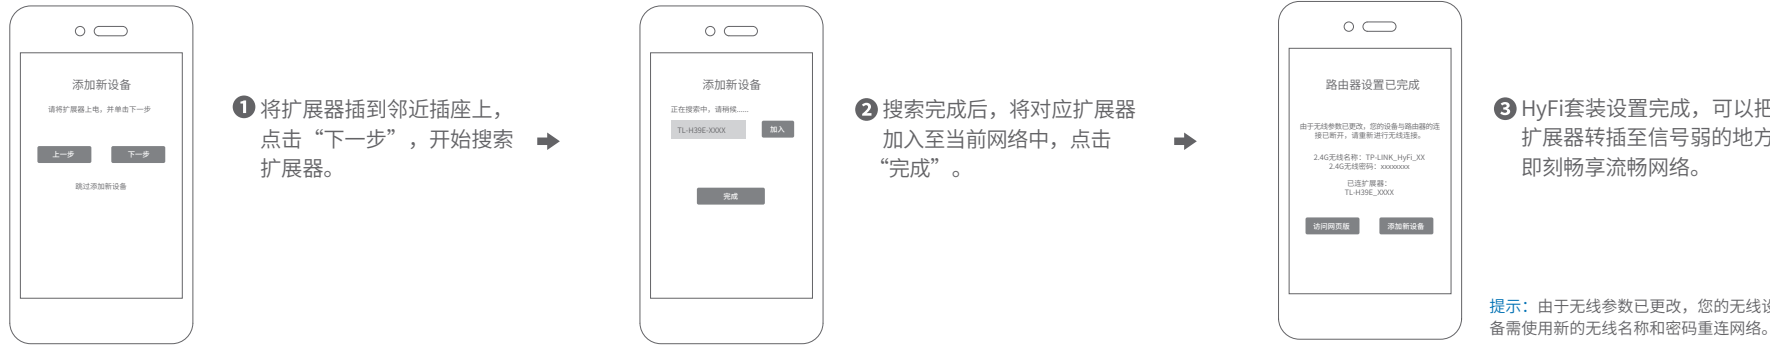 添加新设备
请将扩展器上电，并单击下一步
上一步
下一步
跳过添加新设备
❶ 将扩展器插到邻近插座上，
点击“下一步”，开始搜索
扩展器。
添加新设备
正在搜索中，请稍候......
TL-H39E-XXXX
加入
完成
❷ 搜索完成后，将对应扩展器
加入至当前网络中，点击
“完成”。
路由器设置已完成
由于无线参数已更改，您的设备与路由器的连
接已断开，请重新进行无线连接。
2.4G无线名称：TP-LINK_HyFi_XX
2.4G无线密码：xxxxxxxx
已连扩展器：
TL-H39E_XXXX
访问网页版
添加新设备
❸ HyFi套装设置完成，可以把
扩展器转插至信号弱的地方
即刻畅享流畅网络。
提示：由于无线参数已更改，您的无线设
备需使用新的无线名称和密码重连网络。